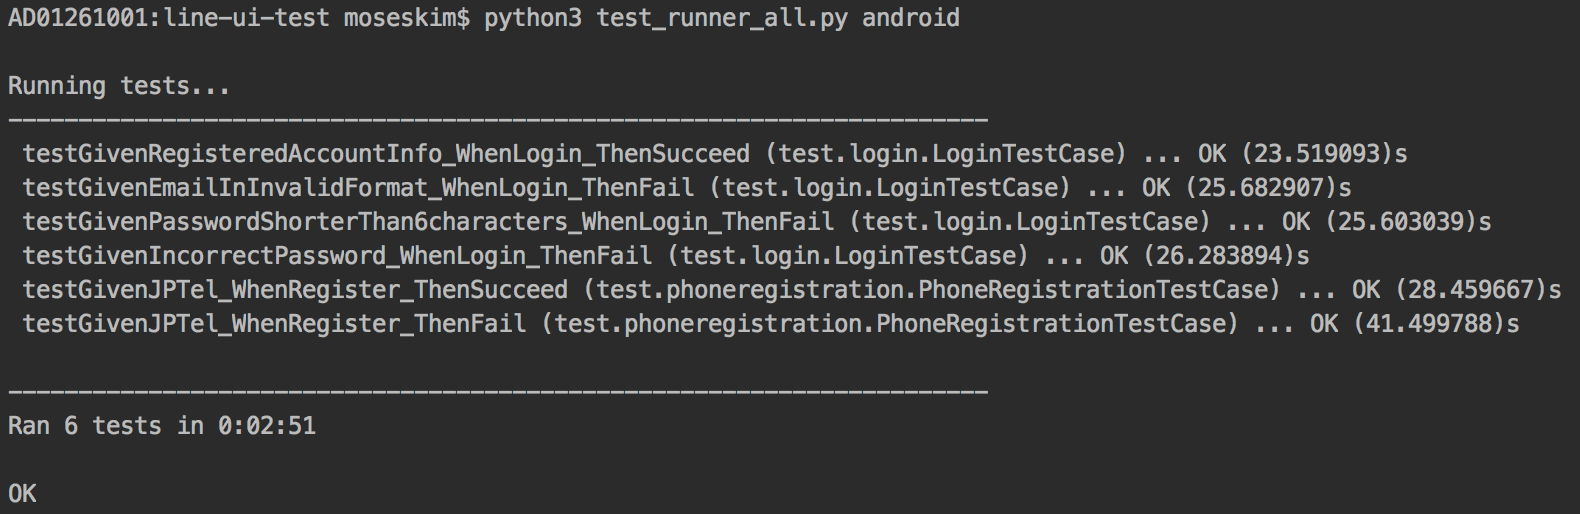 AD01261001:line-ui-test moseskim$ python3 test_runner_all.py android
Running tests...
----------------------------------------------------------------------
testGivenRegisteredAccountInfo_WhenLogin_ThenSucceed (test.login.LoginTestCase) ... OK (23.519093)s
testGivenEmailInInvalidFormat_WhenLogin_ThenFail (test.login.LoginTestCase) ... OK (25.682907)s
testGivenPasswordShorterThan6characters_WhenLogin_ThenFail (test.login.LoginTestCase) ... OK (25.603039)s
testGivenIncorrectPassword_WhenLogin_ThenFail (test.login.LoginTestCase) ... OK (26.283894)s
testGivenJPTel_WhenRegister_ThenSucceed (test.phoneregistration.PhoneRegistrationTestCase) ... OK (28.459667)s
testGivenJPTel_WhenRegister_ThenFail (test.phoneregistration.PhoneRegistrationTestCase) ... OK (41.499788)s
----------------------------------------------------------------------
Ran 6 tests in 0:02:51
OK